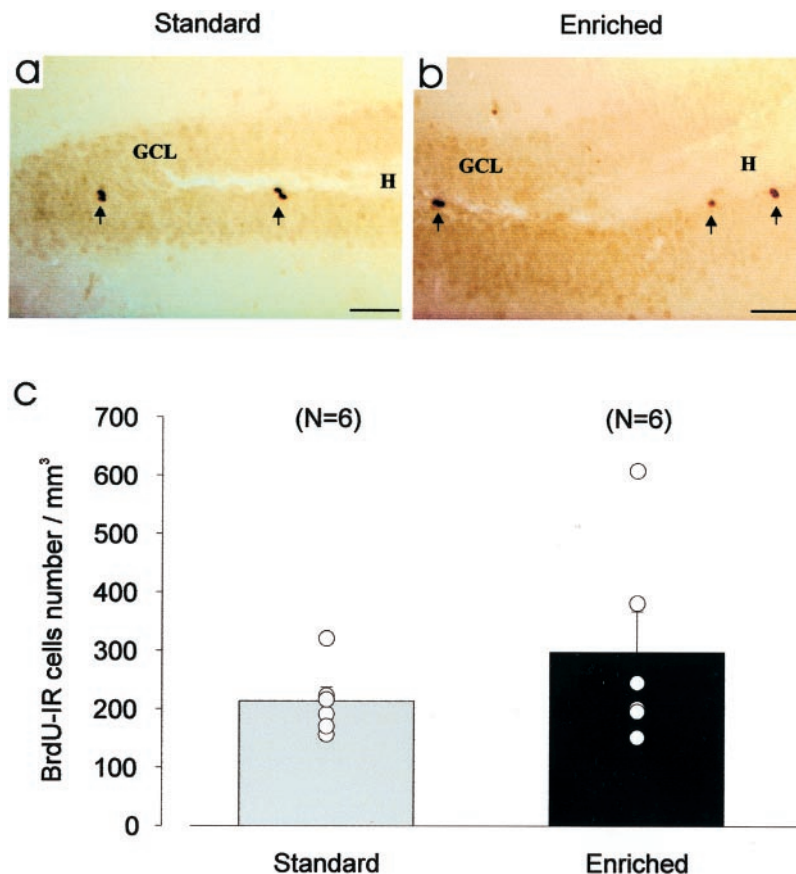 Standard
Enriched
a
b
GCL
H
GCL
H
c
BrdU-IR cells number / mm³
700
600
500
400
300
200
100
0
(N=6)
(N=6)
Standard
Enriched